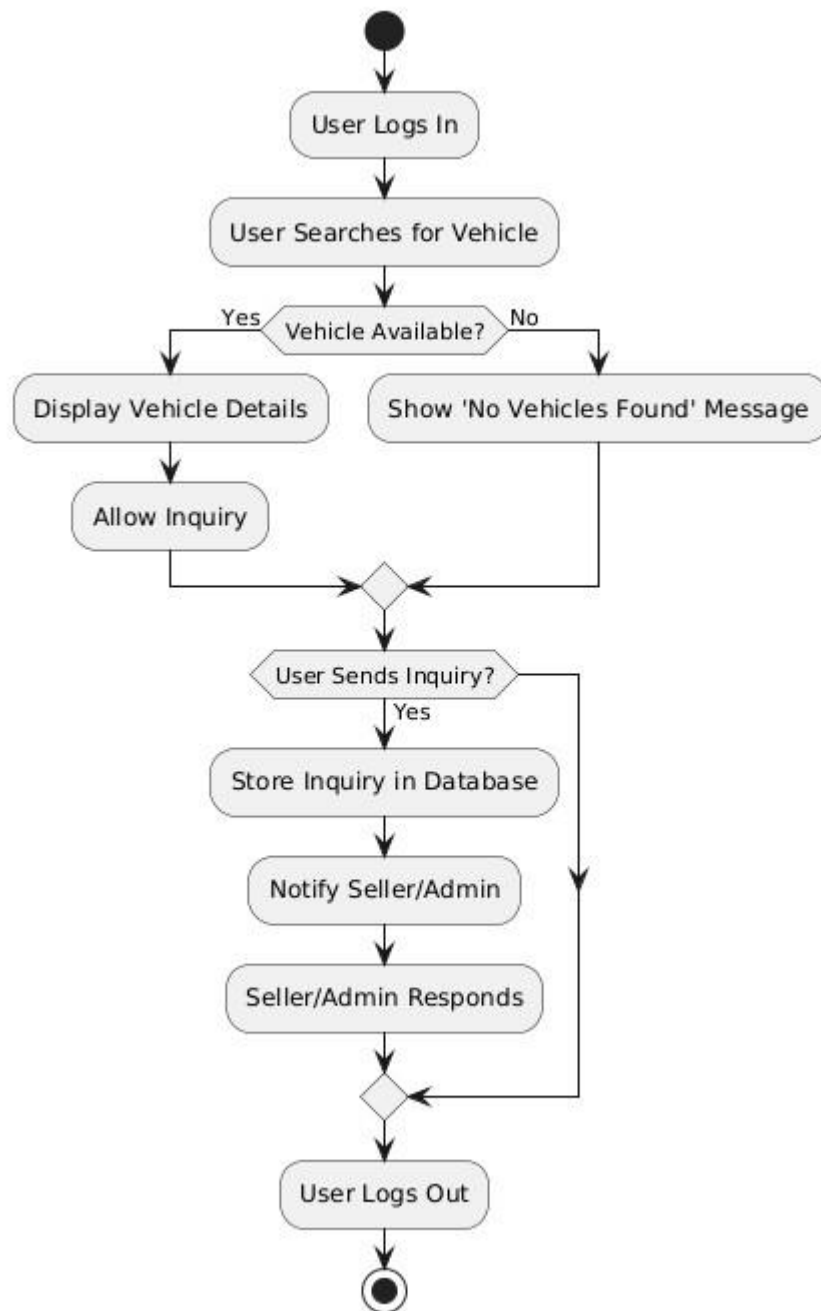 User Logs In
User Searches for Vehicle
Yes
Vehicle Available?
No
Display Vehicle Details
Show 'No Vehicles Found' Message
Allow Inquiry
User Sends Inquiry?
Yes
Store Inquiry in Database
Notify Seller/Admin
Seller/Admin Responds
User Logs Out